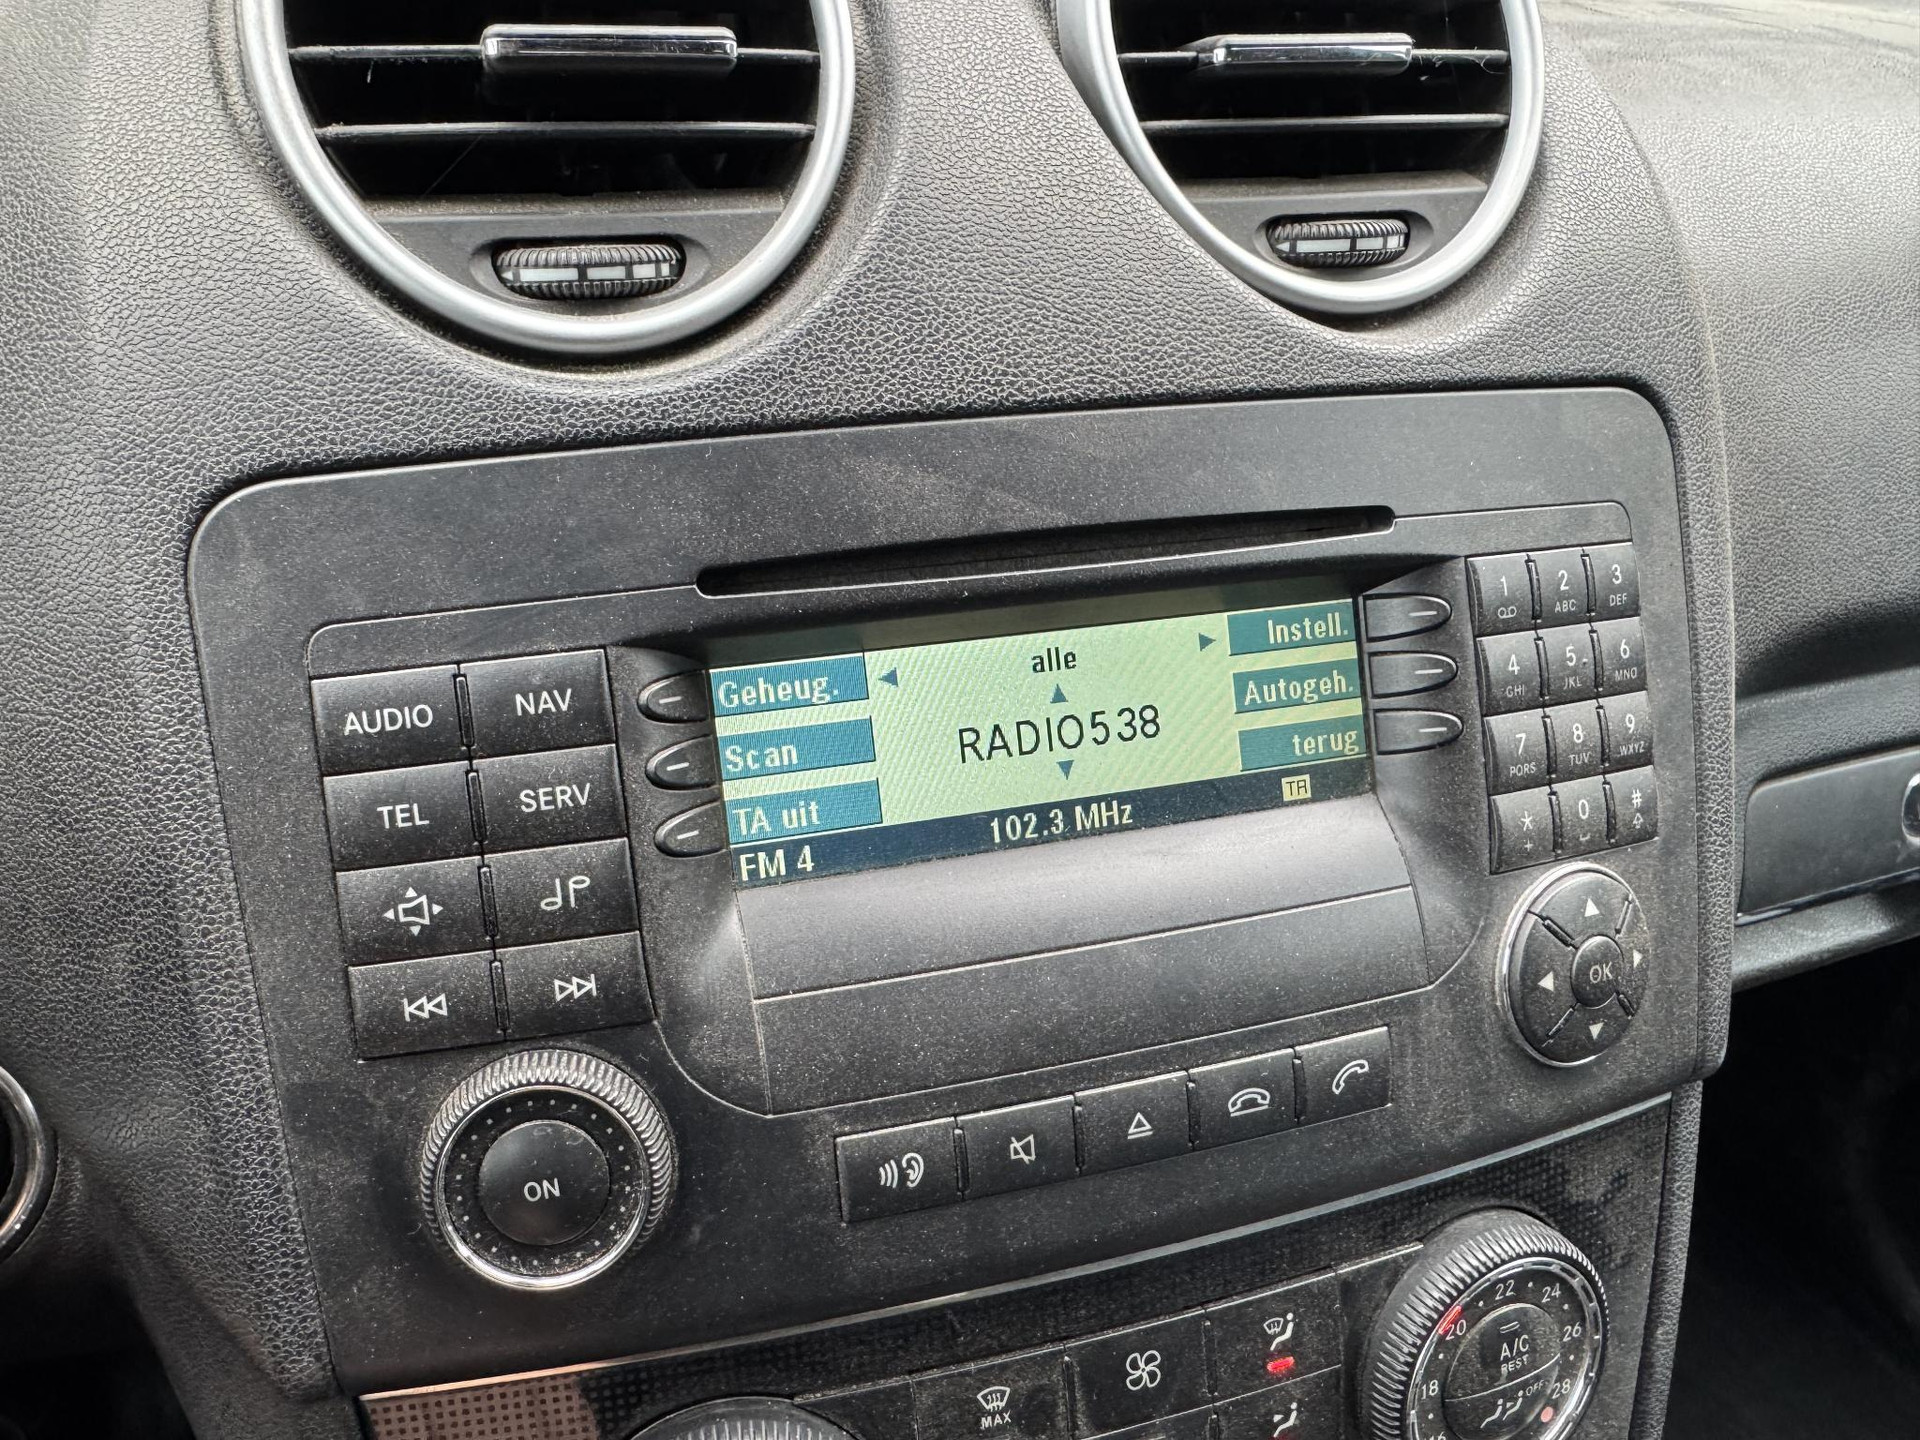 Geheug.
alle
Instell.
Scan
RADIO538
Autogeh.
TA uit
terug
FM 4
102.3 MHz
TA
AUDIO
NAV
TEL
SERV
ON
1
2 ABC
3 DEF
4 GHI
5 JKL
6 MNO
7 PQRS
8 TUV
9 WXYZ
* +
0
#
OK
MAX
18
20
22
24
26
28
A/C
REST
OFF